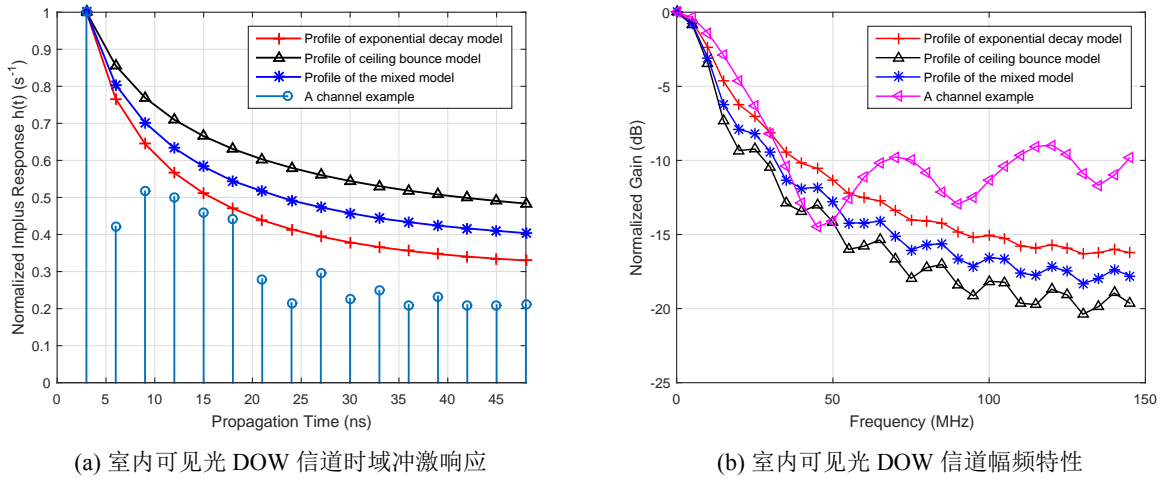 Normalized Implus Response h(t) (s⁻¹)
1
0.9
0.8
0.7
0.6
0.5
0.4
0.3
0.2
0.1
0
Profile of exponential decay model
Profile of ceiling bounce model
Profile of the mixed model
A channel example
0 5 10 15 20 25 30 35 40 45
Propagation Time (ns)
(a) 室内可见光 DOW 信道时域冲激响应
Normalized Gain (dB)
0
-5
-10
-15
-20
-25
Profile of exponential decay model
Profile of ceiling bounce model
Profile of the mixed model
A channel example
0 50 100 150
Frequency (MHz)
(b) 室内可见光 DOW 信道幅频特性